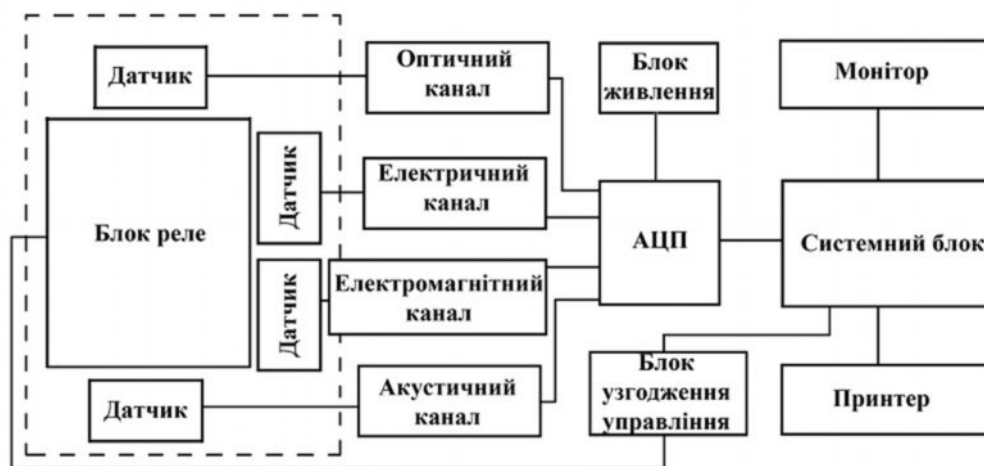 Датчик
Оптичний
канал
Блок
живлення
Монітор
Блок реле
Датчик
Електричний
канал
АЦП
Системний блок
Датчик
Електромагнітний
канал
Датчик
Акустичний
канал
Блок
узгодження
управління
Принтер